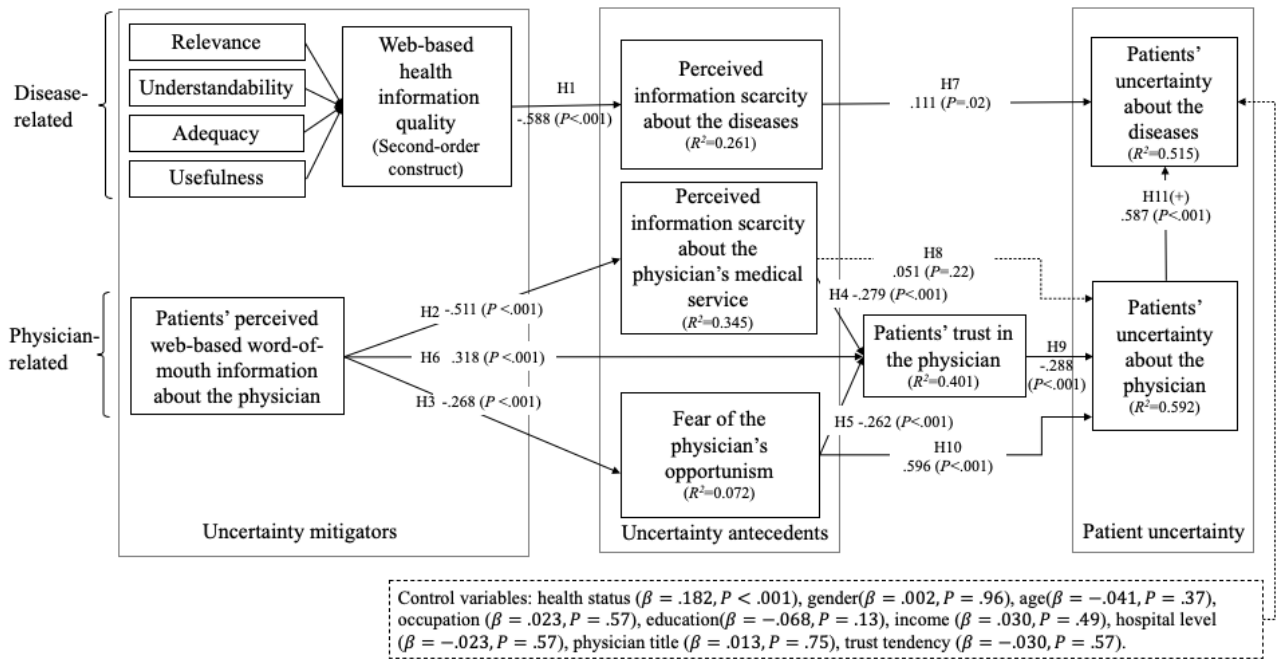 Disease-
related
Relevance
Understandability
Adequacy
Usefulness
Web-based
health
information
quality
(Second-order
construct)
H1
-.588 (P<.001)
Perceived
information scarcity
about the diseases
(R²=0.261)
H7
.111 (P=.02)
Patients'
uncertainty
about the
diseases
(R²=0.515)
H11(+)
.587 (P<.001)
Physician-
related
Patients' perceived
web-based word-of-
mouth information
about the physician
H2 -.511 (P <.001)
H6 .318 (P <.001)
H3 -.268 (P <.001)
Perceived
information scarcity
about the
physician's medical
service
(R²=0.345)
H8
.051 (P=.22)
H4 -.279 (P<.001)
Patients' trust in
the physician
(R²=0.401)
H9
-.288
(P<.001)
Patients'
uncertainty
about the
physician
(R²=0.592)
Fear of the
physician's
opportunism
(R²=0.072)
H5 -.262 (P<.001)
H10
.596 (P<.001)
Uncertainty mitigators
Uncertainty antecedents
Patient uncertainty
Control variables: health status (β = .182, P < .001), gender(β = .002, P = .96), age(β = −.041, P = .37),
occupation (β = .023, P = .57), education(β = −.068, P = .13), income (β = .030, P = .49), hospital level
(β = −.023, P = .57), physician title (β = .013, P = .75), trust tendency (β = −.030, P = .57).